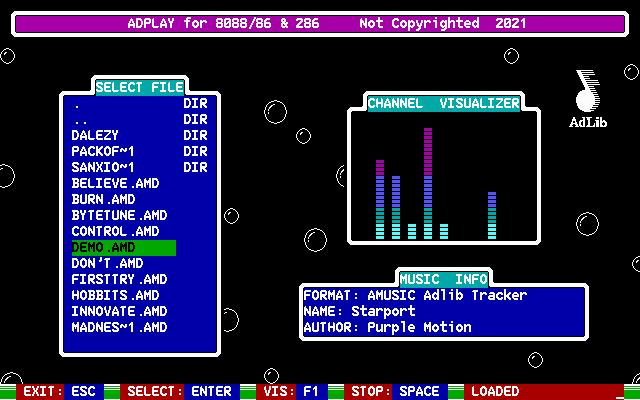 ADPLAY for 8088/86 & 286 Not Copyrighted 2021
SELECT FILE
. DIR
.. DIR
DALEZY DIR
PACKOF~1 DIR
SANXIO~1 DIR
BELIEVE.AMD
BURN.AMD
BYTETUNE.AMD
CONTROL.AMD
DEMO.AMD
DON'T.AMD
FIRSTTRY.AMD
HOBBITS.AMD
INNOVATE.AMD
MADNES~1.AMD
CHANNEL VISUALIZER
AdLib
MUSIC INFO
FORMAT: AMUSIC Adlib Tracker
NAME: Starport
AUTHOR: Purple Motion
EXIT: ESC SELECT: ENTER VIS: F1 STOP: SPACE LOADED